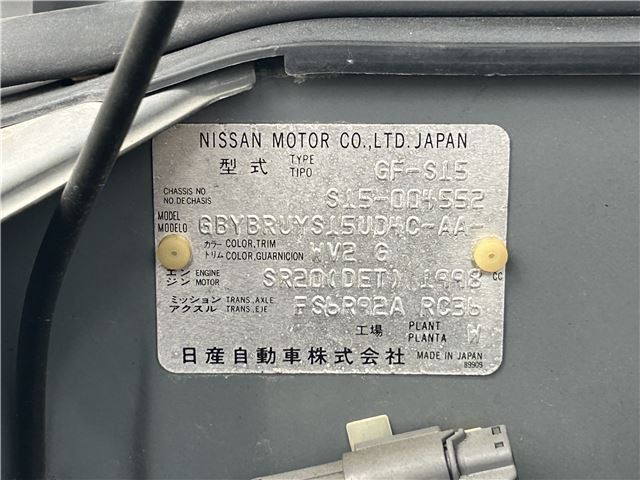 NISSAN MOTOR CO.,LTD. JAPAN
型式 TYPE TIPO GF-S15
CHASSIS NO. NO. DE CHASIS S15-004552
MODEL MODELO GBYBRUYS15UD4C-AA-
カラー COLOR, TRIM トリム COLOR, GUARNICION WV2 G
エンジン ENGINE MOTOR SR20(DET) 1998 CC
ミッション TRANS., AXLE アクスル TRANS., EJE FS6R92A RC36
工場 PLANT PLANTA W
日産自動車株式会社 MADE IN JAPAN
89909